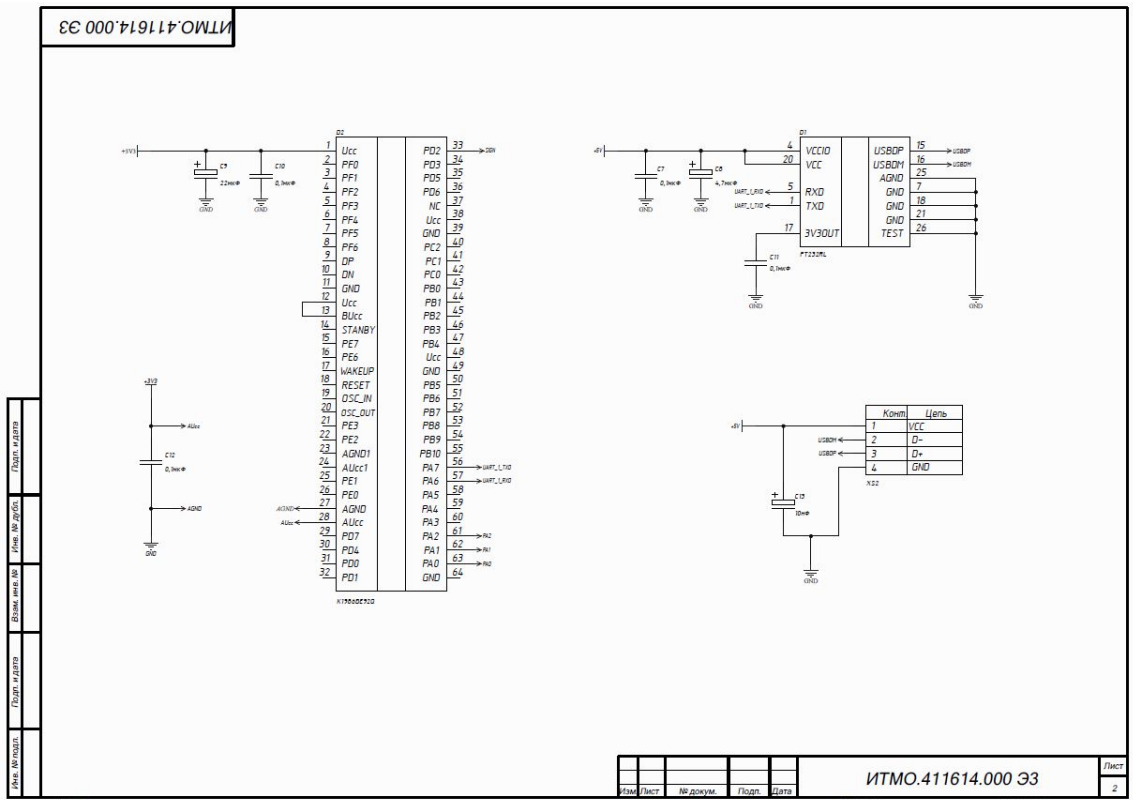 ИТМО.411614.000 Э3
D2
+3V3
C9
22мкФ
C10
0,1мкФ
GND
GND
1 Ucc
2 PF0
3 PF1
4 PF2
5 PF3
6 PF4
7 PF5
8 PF6
9 DP
10 DN
11 GND
12 Ucc
13 BUcc
14 STANBY
15 PE7
16 PE6
17 WAKEUP
18 RESET
19 OSC_IN
20 OSC_OUT
21 PE3
22 PE2
23 AGND1
24 AUcc1
25 PE1
26 PE0
AGND 27 AGND
AUcc 28 AUcc
29 PD7
30 PD4
31 PD0
32 PD1
PD2 33
PD3 34
PD5 35
PD6 36
NC 37
Ucc 38
GND 39
PC2 40
PC1 41
PC0 42
PB0 43
PB1 44
PB2 45
PB3 46
PB4 47
Ucc 48
GND 49
PB5 50
PB6 51
PB7 52
PB8 53
PB9 54
PB10 55
PA7 56 UART_1_TXD
PA6 57 UART_1_RXD
PA5 58
PA4 59
PA3 60
PA2 61 PA2
PA1 62 PA1
PA0 63 PA0
GND 64
+3V3
AUcc
C12
0,1мкФ
AGND
GND
D1
+5V
C7
0,1мкФ
C8
4,7мкФ
GND
GND
4 VCCIO
20 VCC
UART_1_RXD 5 RXD
UART_1_TXD 1 TXD
17 3V3OUT
USBDP 15 USBDP
USBDM 16 USBDM
AGND 25
GND 7
GND 18
GND 21
TEST 26
FT232RL
C11
0,1мкФ
GND
GND
+5V
Конт. Цепь
1 VCC
USBDM 2 D-
USBDP 3 D+
4 GND
XS2
C13
10нФ
GND
Подп. и дата
Инв. № дубл.
Взам. инв. №
Подп. и дата
Инв. № подл.
Изм. Лист № докум. Подп. Дата
ИТМО.411614.000 Э3
Лист
2